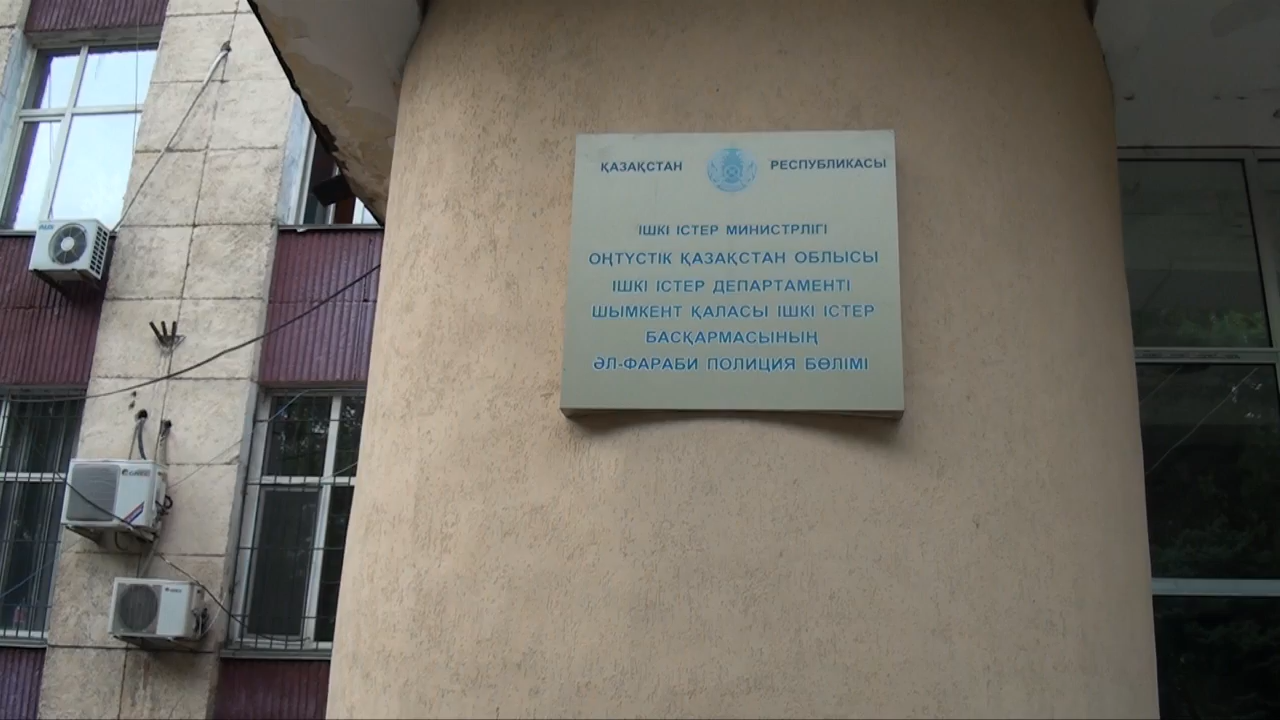 ҚАЗАҚСТАН РЕСПУБЛИКАСЫ
ІШКІ ІСТЕР МИНИСТРЛІГІ
ОҢТҮСТІК ҚАЗАҚСТАН ОБЛЫСЫ
ІШКІ ІСТЕР ДЕПАРТАМЕНТІ
ШЫМКЕНТ ҚАЛАСЫ ІШКІ ІСТЕР
БАСҚАРМАСЫНЫҢ
ӘЛ-ФАРАБИ ПОЛИЦИЯ БӨЛІМІ